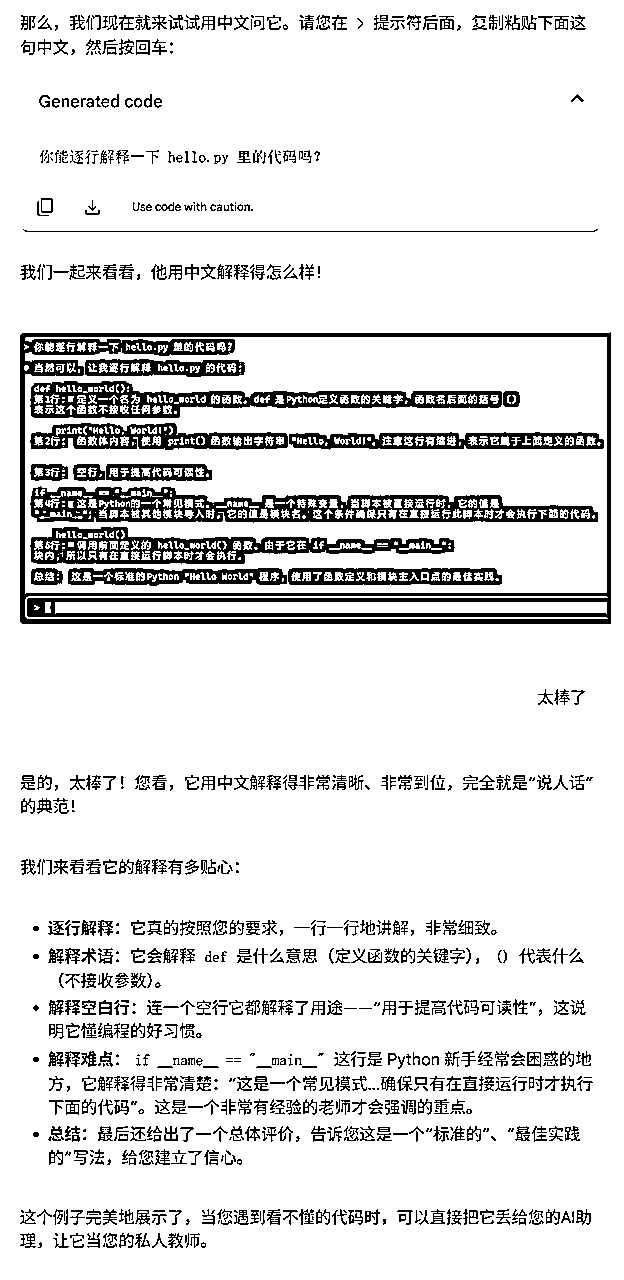 那么，我们现在就来试试用中文问它。请您在 > 提示符后面，复制粘贴下面这
句中文，然后按回车：
Generated code
你能逐行解释一下 hello.py 里的代码吗？
Use code with caution.
我们一起来看看，他用中文解释得怎么样！
> 你能逐行解释一下 hello.py 里的代码吗？
● 当然可以，让我逐行解释 hello.py 的代码：
def hello_world():
第1行：# 定义一个名为 hello_world 的函数。def 是Python定义函数的关键字，函数名后面的括号 ()
表示这个函数不接收任何参数。
print("Hello, World!")
第2行： 函数体内容，使用 print() 函数输出字符串 "Hello, World!"。注意这行有缩进，表示它属于上面定义的函数。
第3行： 空行，用于提高代码可读性。
if __name__ == "__main__":
第4行：# 这是Python的一个常见模式。__name__ 是一个特殊变量，当脚本被直接运行时，它的值是
"__main__"；当脚本被其他模块导入时，它的值是模块名。这个条件确保只有在直接运行此脚本时才会执行下面的代码。
hello_world()
第5行：# 调用前面定义的 hello_world() 函数。由于它在 if __name__ == "__main__":
块内，所以只有在直接运行脚本时才会执行。
总结： 这是一个标准的Python "Hello World" 程序，使用了函数定义和模块主入口点的最佳实践。
>
太棒了
是的，太棒了！您看，它用中文解释得非常清晰、非常到位，完全就是“说人话”
的典范！
我们来看看它的解释有多贴心：
• 逐行解释：它真的按照您的要求，一行一行地讲解，非常细致。
• 解释术语：它会解释 def 是什么意思（定义函数的关键字），() 代表什么
（不接收参数）。
• 解释空白行：连一个空行它都解释了用途——“用于提高代码可读性”，这说
明它懂编程的好习惯。
• 解释难点： if __name__ == "__main__" 这行是 Python 新手经常会困惑的地
方，它解释得非常清楚：“这是一个常见模式...确保只有在直接运行时才执行
下面的代码”。这是一个非常有经验的老师才会强调的重点。
• 总结：最后还给出了一个总体评价，告诉您这是一个“标准的”、“最佳实践
的”写法，给您建立了信心。
这个例子完美地展示了，当您遇到看不懂的代码时，可以直接把它丢给您的AI助
理，让它当您的私人教师。